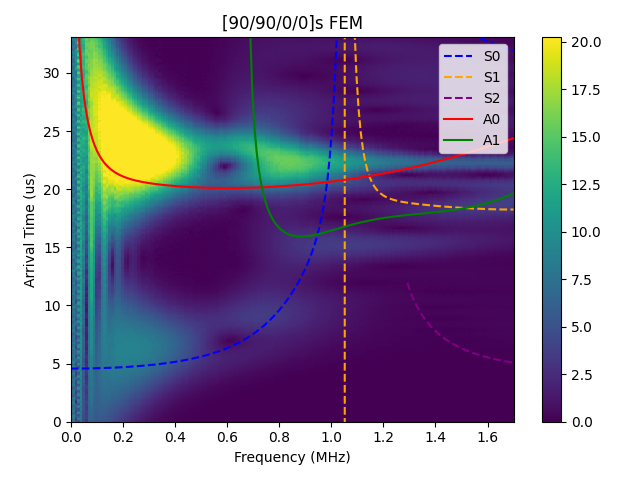 [90/90/0/0]s FEM
S0
S1
S2
A0
A1
Arrival Time (us)
30
25
20
15
10
5
0
0.0 0.2 0.4 0.6 0.8 1.0 1.2 1.4 1.6
Frequency (MHz)
20.0
17.5
15.0
12.5
10.0
7.5
5.0
2.5
0.0